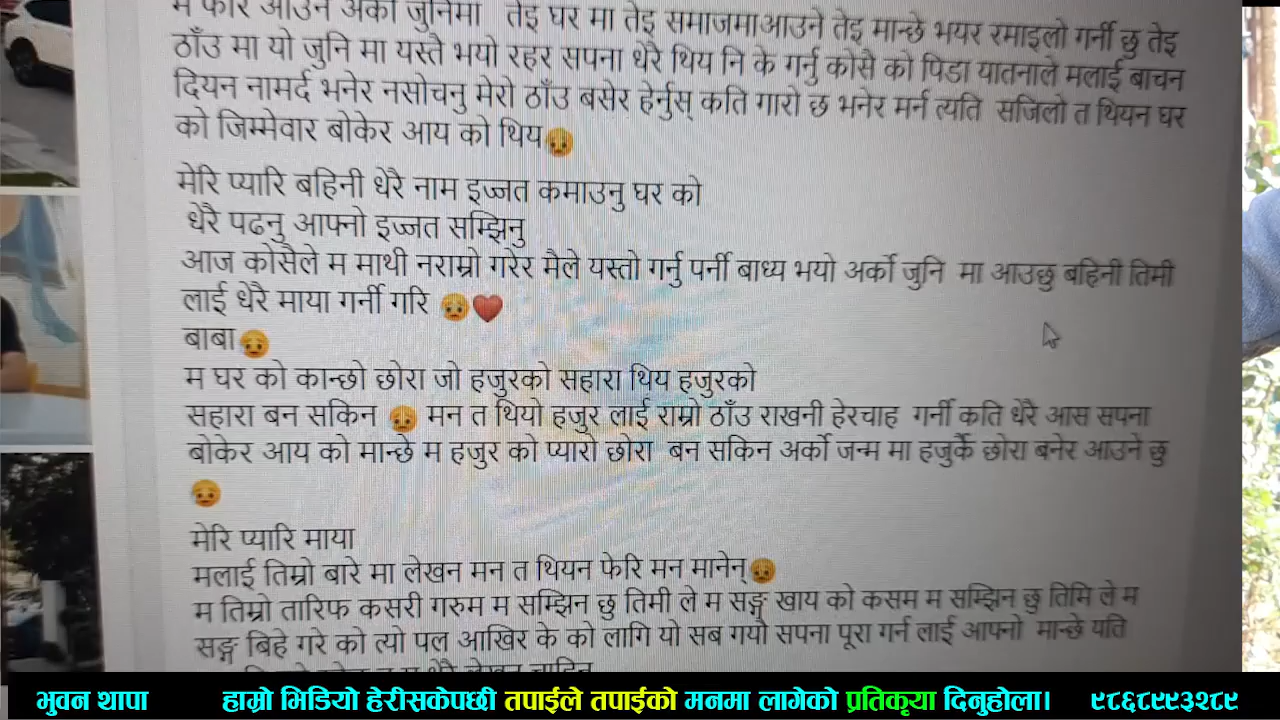 म फेरि आउने अर्को जुनिमा तेइ घर मा तेइ समाजमाआउने तेइ मान्छे भयर रमाइलो गर्नी छु तेइ
ठाँउ मा यो जुनि मा यस्तै भयो रहर सपना धेरै थिय नि के गर्नु कोसै को पिडा यातनाले मलाई बाचन
दियन नामर्द भनेर नसोचनु मेरो ठाँउ बसेर हेर्नुस् कति गारो छ भनेर मर्न त्यति सजिलो त थियन घर
को जिम्मेवार बोकेर आय को थिय😥
मेरि प्यारि बहिनी धेरै नाम इज्जत कमाउनु घर को
धेरै पढनु आफ्नो इज्जत सम्झिनु
आज कोसैले म माथी नराम्रो गरेर मैले यस्तो गर्नु पर्नी बाध्य भयो अर्को जुनि मा आउछु बहिनी तिमी
लाई धेरै माया गर्नी गरि 😥❤️
बाबा😥
म घर को कान्छो छोरा जो हजुरको सहारा थिय हजुरको
सहारा बन सकिन 😥 मन त थियो हजुर लाई राम्रो ठाँउ राखनी हेरचाह गर्नी कति धेरै आस सपना
बोकेर आय को मान्छे म हजुर को प्यारो छोरा बन सकिन अर्को जन्म मा हजुर्कै छोरा बनेर आउने छु
😥
मेरि प्यारि माया
मलाई तिम्रो बारे मा लेखन मन त थियन फेरि मन मानेन्😥
म तिम्रो तारिफ कसरी गरुम म सम्झिन छु तिमी ले म सङ्ग खाय को कसम म सम्झिन छु तिमि ले म
सङ्ग बिहे गरे को त्यो पल आखिर के को लागि यो सब गयौ सपना पूरा गर्न लाई आफ्नो मान्छे यति
भुवन थापा हाम्रो भिडियो हेरीसकेपछी तपाईले तपाईको मनमा लागेको प्रतिकृया दिनुहोला। ९८६८९९३२८९